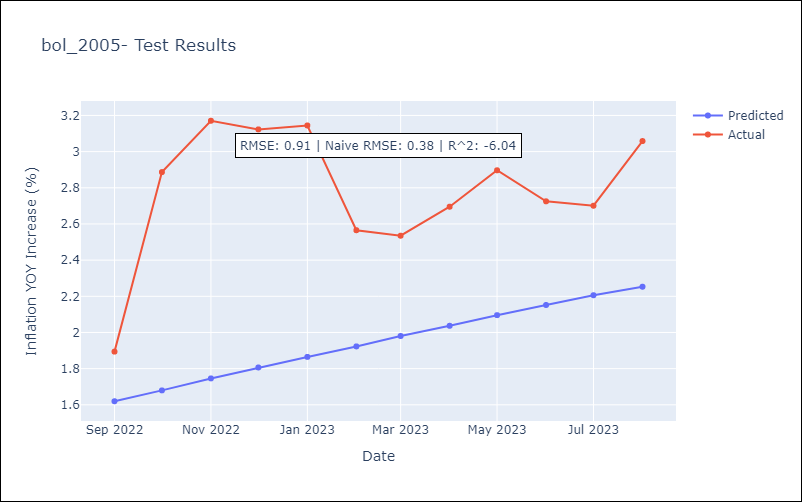 bol_2005- Test Results
Predicted
Actual
RMSE: 0.91 | Naive RMSE: 0.38 | R^2: -6.04
Inflation YOY Increase (%)
3.2
3
2.8
2.6
2.4
2.2
2
1.8
1.6
Sep 2022 Nov 2022 Jan 2023 Mar 2023 May 2023 Jul 2023
Date